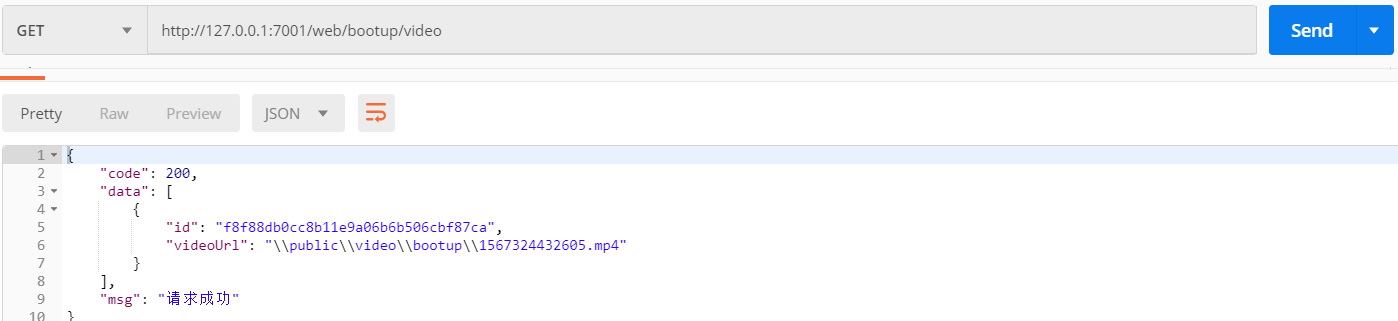 GET http://127.0.0.1:7001/web/bootup/video Send
Pretty Raw Preview JSON
1 {
2 "code": 200,
3 "data": [
4 {
5 "id": "f8f88db0cc8b11e9a06b6b506cbf87ca",
6 "videoUrl": "\\public\\video\\bootup\\1567324432605.mp4"
7 }
8 ],
9 "msg": "请求成功"
10 }